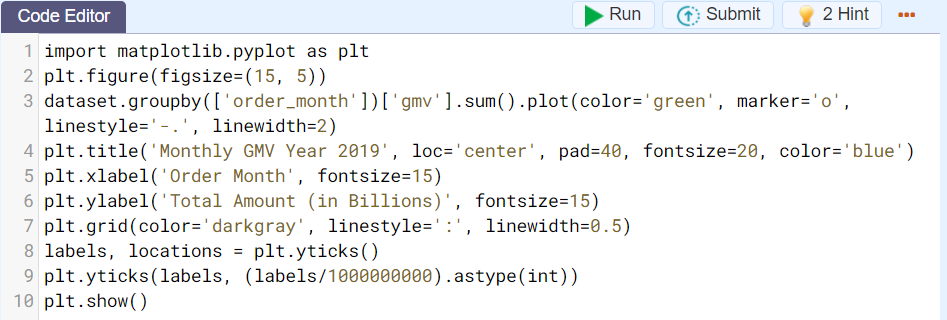 Code Editor
Run
Submit
2 Hint
1 import matplotlib.pyplot as plt
2 plt.figure(figsize=(15, 5))
3 dataset.groupby(['order_month'])['gmv'].sum().plot(color='green', marker='o',
linestyle='-.', linewidth=2)
4 plt.title('Monthly GMV Year 2019', loc='center', pad=40, fontsize=20, color='blue')
5 plt.xlabel('Order Month', fontsize=15)
6 plt.ylabel('Total Amount (in Billions)', fontsize=15)
7 plt.grid(color='darkgray', linestyle=':', linewidth=0.5)
8 labels, locations = plt.yticks()
9 plt.yticks(labels, (labels/1000000000).astype(int))
10 plt.show()